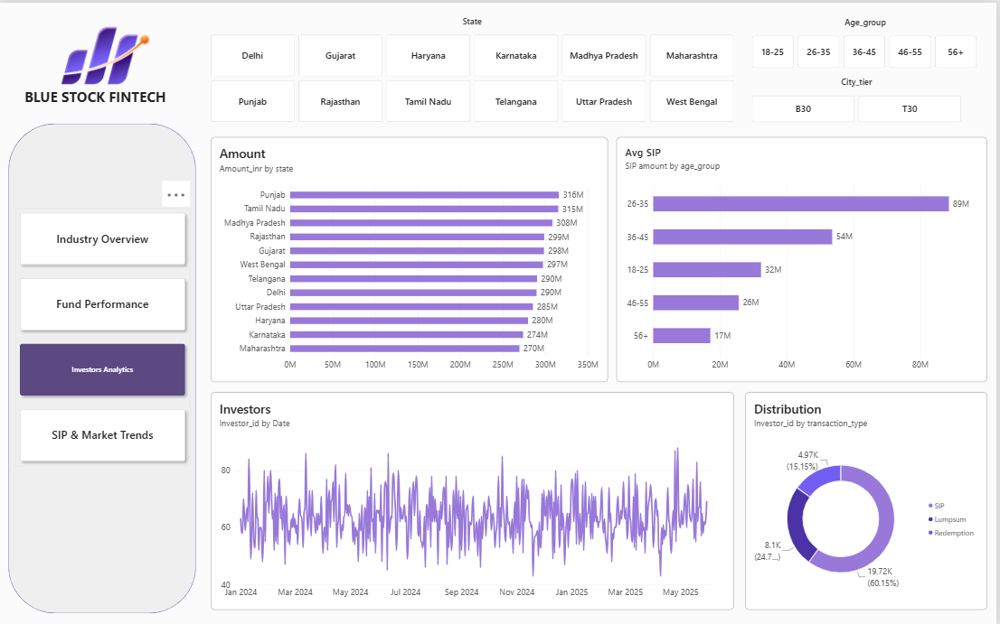 BLUE STOCK FINTECH
...
Industry Overview
Fund Performance
Investors Analytics
SIP & Market Trends
State
Delhi Gujarat Haryana Karnataka Madhya Pradesh Maharashtra
Punjab Rajasthan Tamil Nadu Telangana Uttar Pradesh West Bengal
Age_group
18-25 26-35 36-45 46-55 56+
City_tier
B30 T30
Amount
Amount_inr by state
Punjab 316M
Tamil Nadu 315M
Madhya Pradesh 308M
Rajasthan 299M
Gujarat 298M
West Bengal 297M
Telangana 290M
Delhi 290M
Uttar Pradesh 285M
Haryana 280M
Karnataka 274M
Maharashtra 270M
0M 50M 100M 150M 200M 250M 300M 350M
Avg SIP
SIP amount by age_group
26-35 89M
36-45 54M
18-25 32M
46-55 26M
56+ 17M
0M 20M 40M 60M 80M
Investors
Investor_id by Date
80
60
40
Jan 2024 Mar 2024 May 2024 Jul 2024 Sep 2024 Nov 2024 Jan 2025 Mar 2025 May 2025
Distribution
Investor_id by transaction_type
4.97K
(15.15%)
8.1K
(24.7...)
19.72K
(60.15%)
SIP
Lumpsum
Redemption